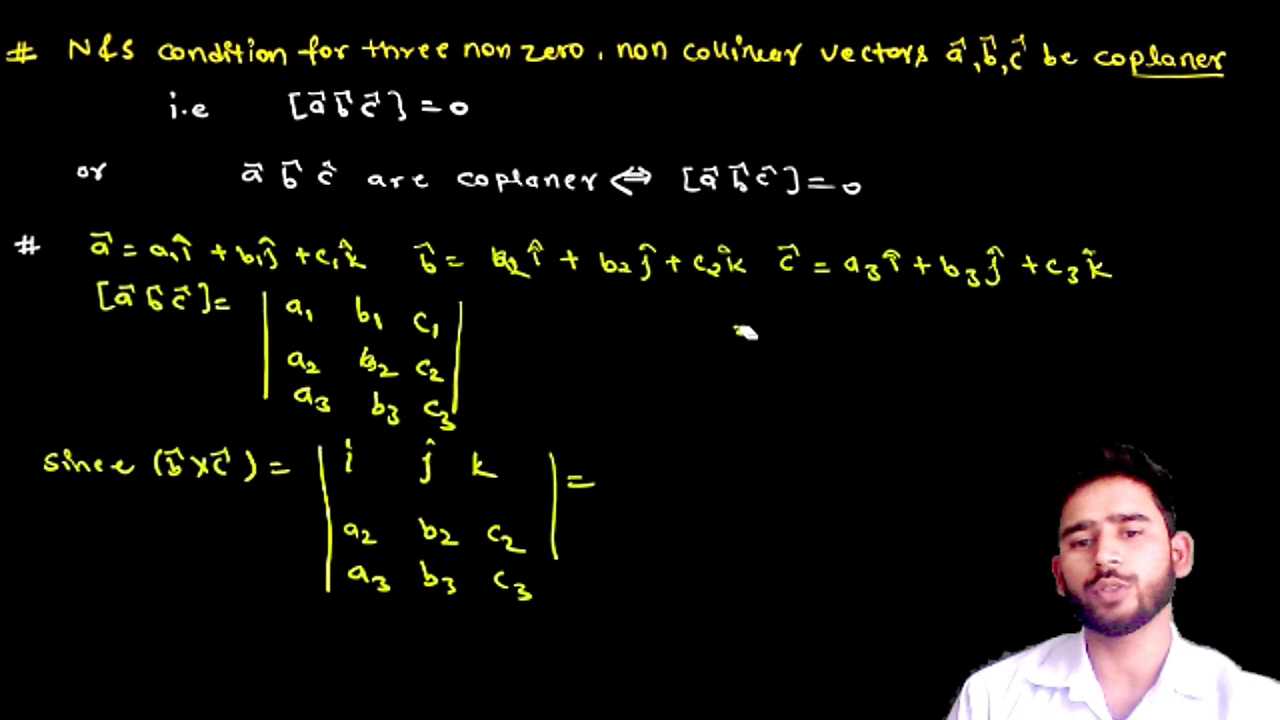 # N&S condition for three non zero, non collinear vectors a⃗, b⃗, c⃗ be coplaner
i.e [a⃗ b⃗ c⃗] = 0
or a⃗ b⃗ c⃗ are coplaner ⇔ [a⃗ b⃗ c⃗] = 0
# a⃗ = a₁î + b₁ĵ + c₁k̂ b⃗ = a₂î + b₂ĵ + c₂k̂ c⃗ = a₃î + b₃ĵ + c₃k̂
[a⃗ b⃗ c⃗] = | a₁ b₁ c₁ |
a₂ b₂ c₂
a₃ b₃ c₃
since (b⃗ × c⃗) = | i ĵ k | =
a₂ b₂ c₂
a₃ b₃ c₃